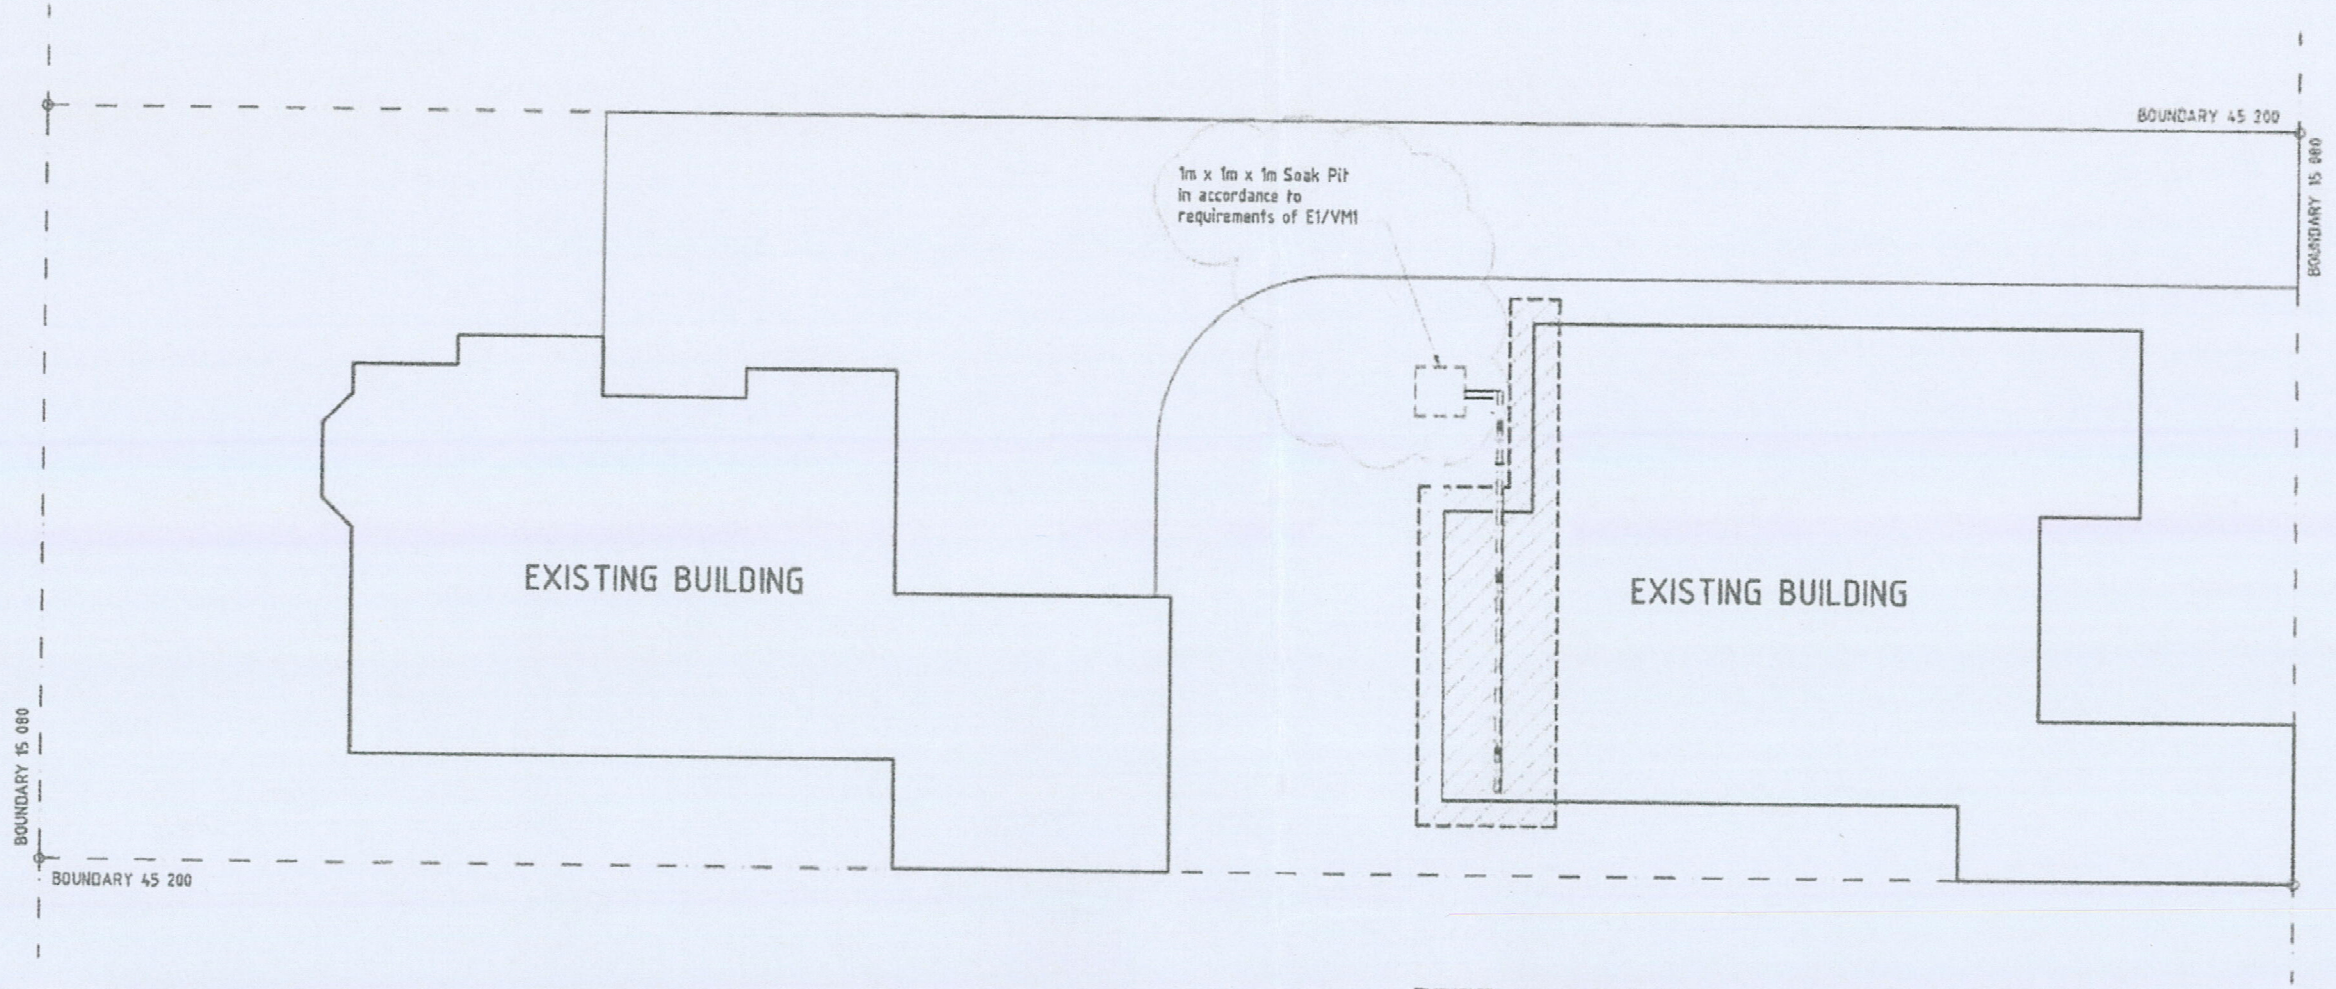 BOUNDARY 45 200
BOUNDARY 15 080
1m x 1m x 1m Soak Pit
in accordance to
requirements of E1/VM1
EXISTING BUILDING
EXISTING BUILDING
BOUNDARY 15 080
BOUNDARY 45 200